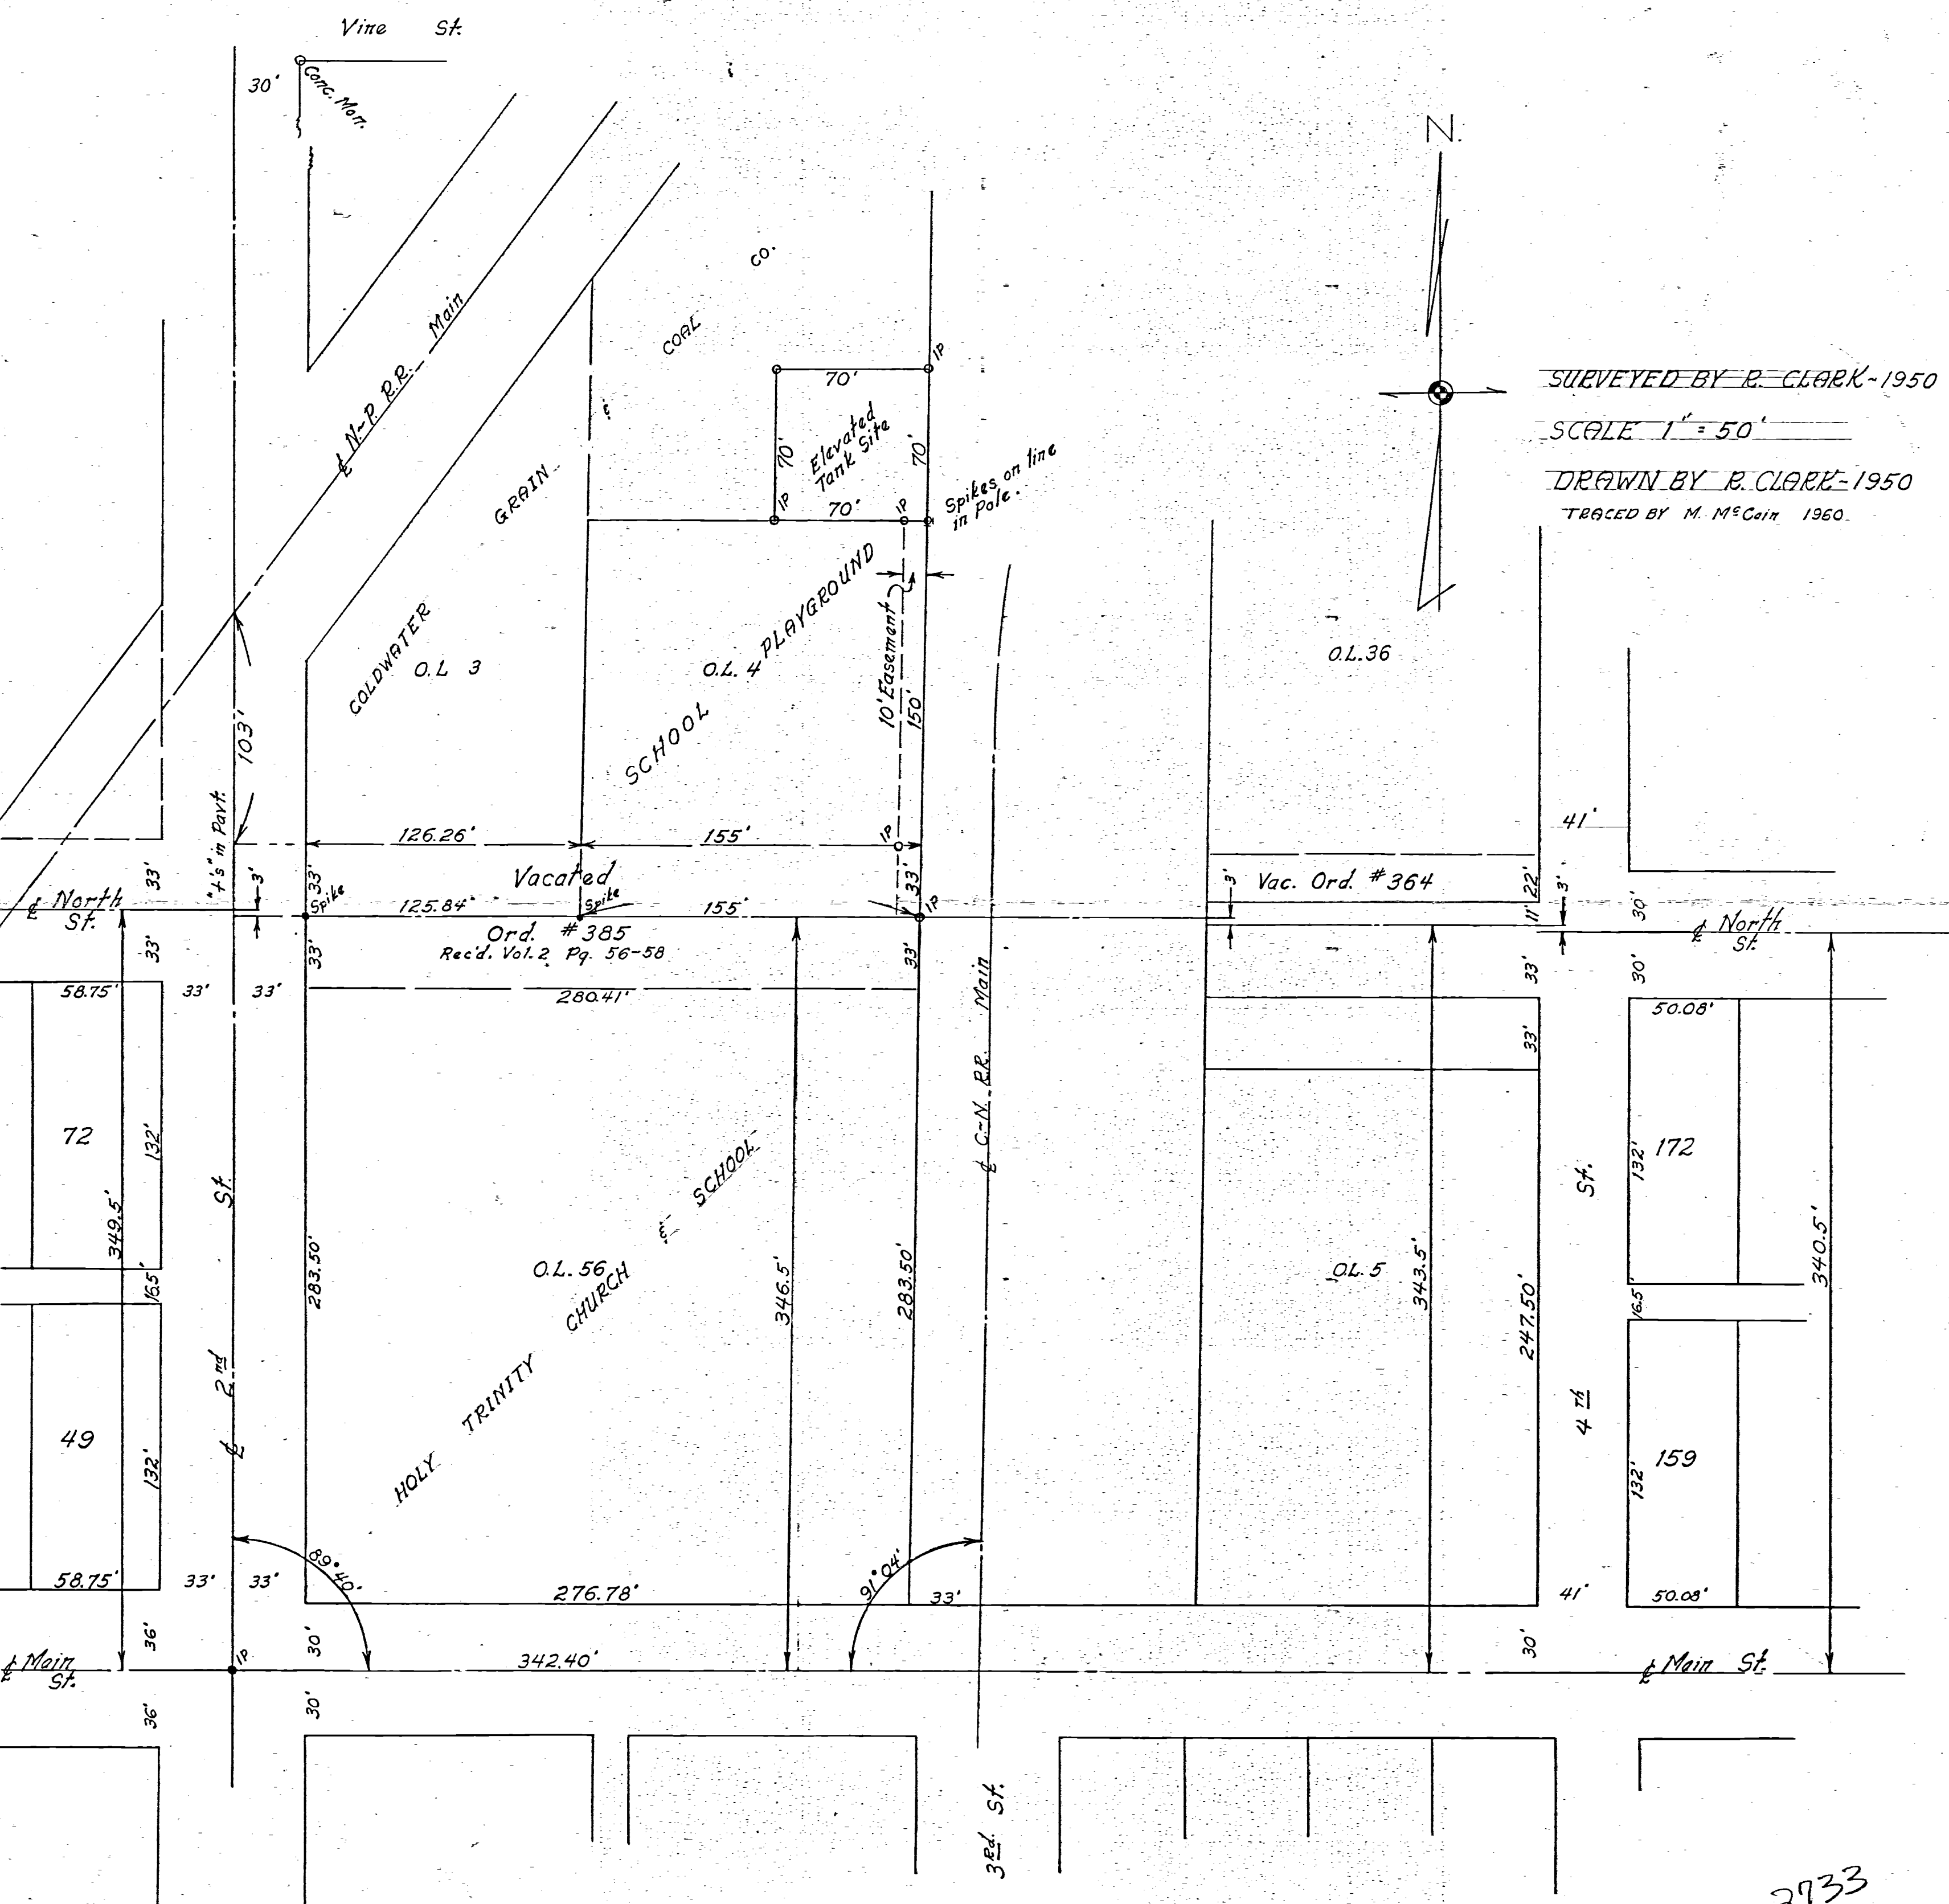 Vine St.
30'
Conc. Mon.
N.
SURVEYED BY R. CLARK~1950
SCALE 1" = 50'
DRAWN BY R. CLARK-1950
TRACED BY M. McCain 1960.
℄ N.~P. R.R. Main
COLDWATER GRAIN & COAL CO.
70'
70'
70'
70'
IP
IP
IP
Elevated
Tank Site
Spikes on line
in Pole.
SCHOOL PLAYGROUND
10' Easement
150'
O.L. 3
O.L. 4
O.L. 36
103'
"+'s" in Pavt.
126.26'
155'
IP
41'
33'
3'
33'
Spike
Vacated
Spike
33'
IP
3'
Vac. Ord. #364
22'
11'
3'
30'
℄ North
St.
125.84'
155'
℄ North
St.
33'
33'
Ord. #385
Rec'd. Vol. 2 Pg. 56-58
33'
33'
30'
58.75'
33'
33'
280.41'
50.08'
33'
℄ C.~N. R.R. Main
72
132'
349.5'
16.5'
49
132'
℄ 2nd St.
283.50'
O.L. 56
HOLY TRINITY CHURCH & SCHOOL
346.5'
283.50'
O.L. 5
343.5'
247.50'
4th St.
172
132'
16.5'
159
132'
340.5'
58.75'
33'
33'
89°40'
276.78'
91°04'
33'
41'
50.08'
36'
30'
30'
℄ Main
St.
IP
342.40'
℄ Main St.
36'
30'
3Rd. St.
2733